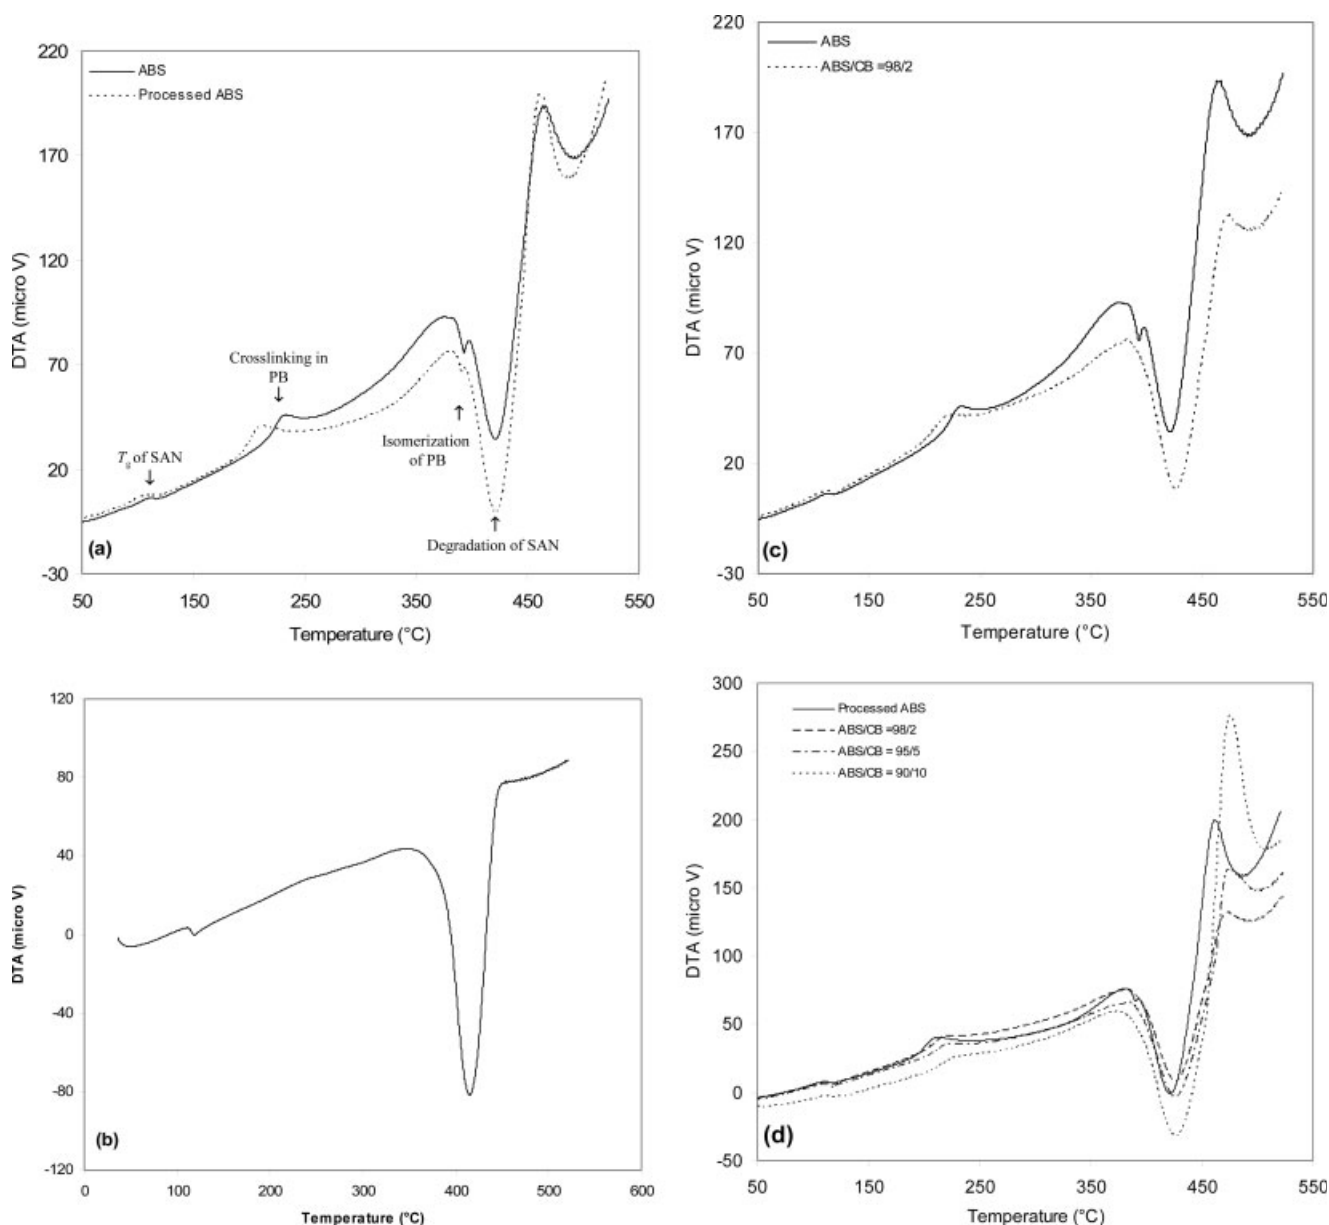 220
ABS
Processed ABS
170
120
DTA (micro V)
70
Crosslinking in
PB
Isomerization
of PB
Tg of SAN
20
Degradation of SAN
(a)
-30
50
150
250
350
450
550
Temperature (°C)
220
ABS
ABS/CB =98/2
170
120
DTA (micro V)
70
20
(c)
-30
50
150
250
350
450
550
Temperature (°C)
120
80
40
0
DTA (micro V)
-40
-80
(b)
-120
0
100
200
300
400
500
600
Temperature (°C)
300
Processed ABS
ABS/CB =98/2
ABS/CB = 95/5
ABS/CB = 90/10
250
200
150
DTA (micro V)
100
50
0
(d)
-50
50
150
250
350
450
550
Temperature (°C)